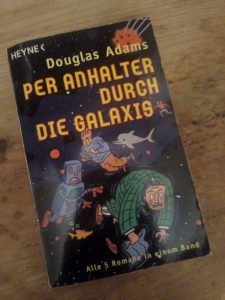 HEYNE<
Douglas Adams
PER ANHALTER
DURCH
DIE GALAXIS
Alle 5 Romane in einem Band